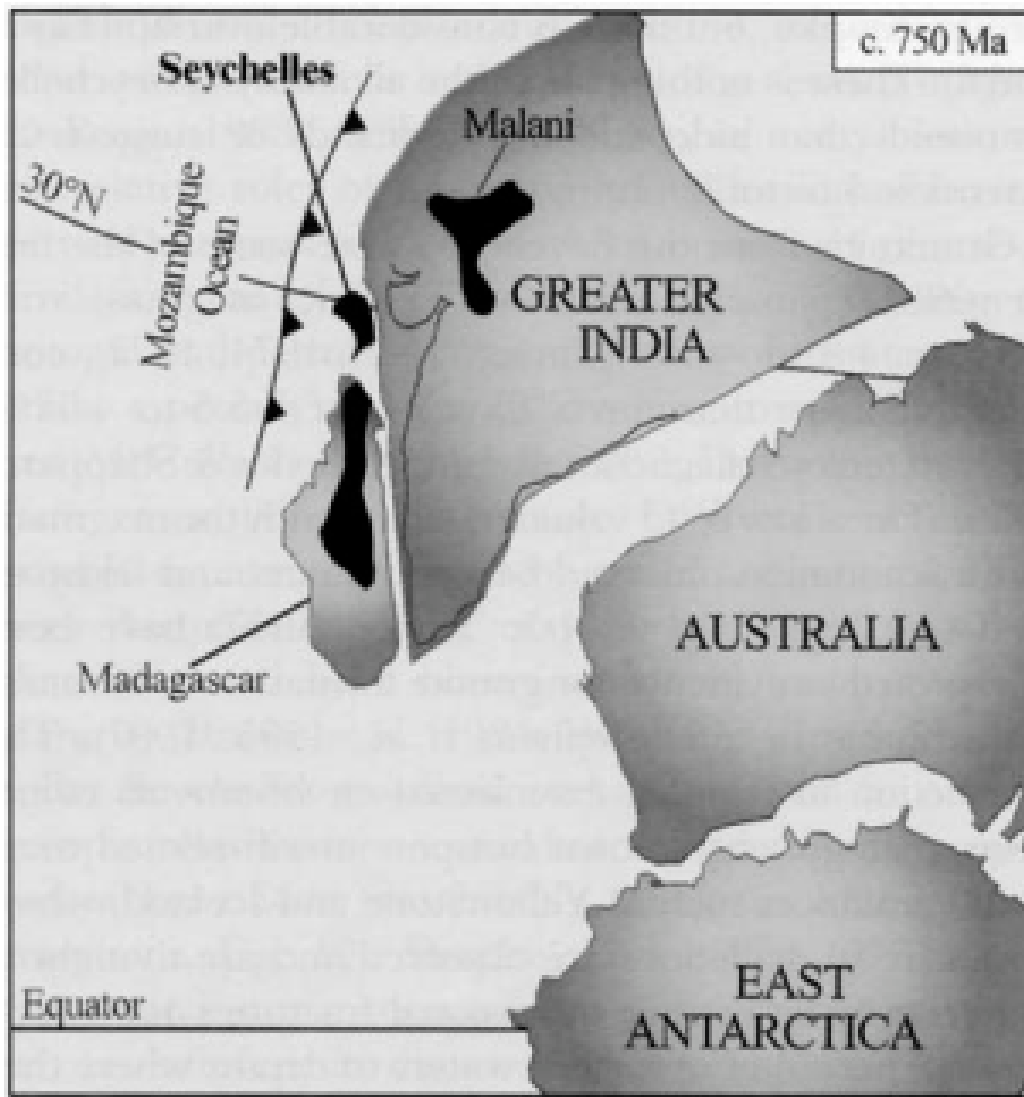 c. 750 Ma
Seychelles
Malani
30°N
Mozambique
Ocean
GREATER
INDIA
AUSTRALIA
Madagascar
Equator
EAST
ANTARCTICA